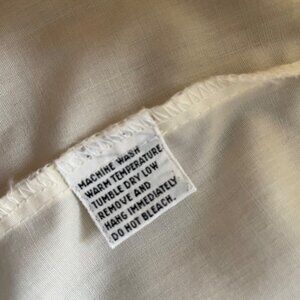 MACHINE WASH
WARM TEMPERATURE
TUMBLE DRY LOW
REMOVE AND
HANG IMMEDIATELY
DO NOT BLEACH.